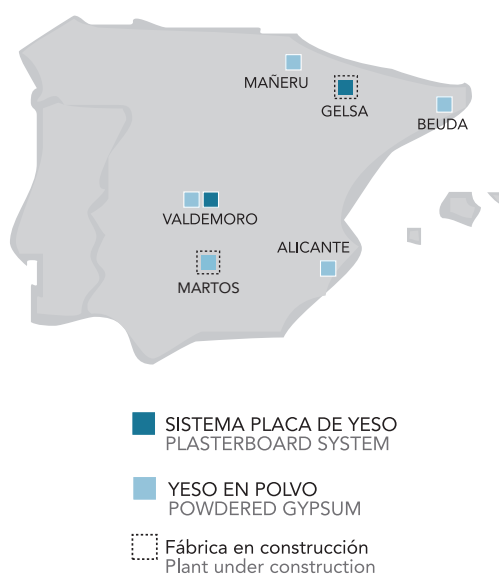 MAÑERU
GELSA
BEUDA
VALDEMORO
ALICANTE
MARTOS
SISTEMA PLACA DE YESO
PLASTERBOARD SYSTEM
YESO EN POLVO
POWDERED GYPSUM
Fábrica en construcción
Plant under construction